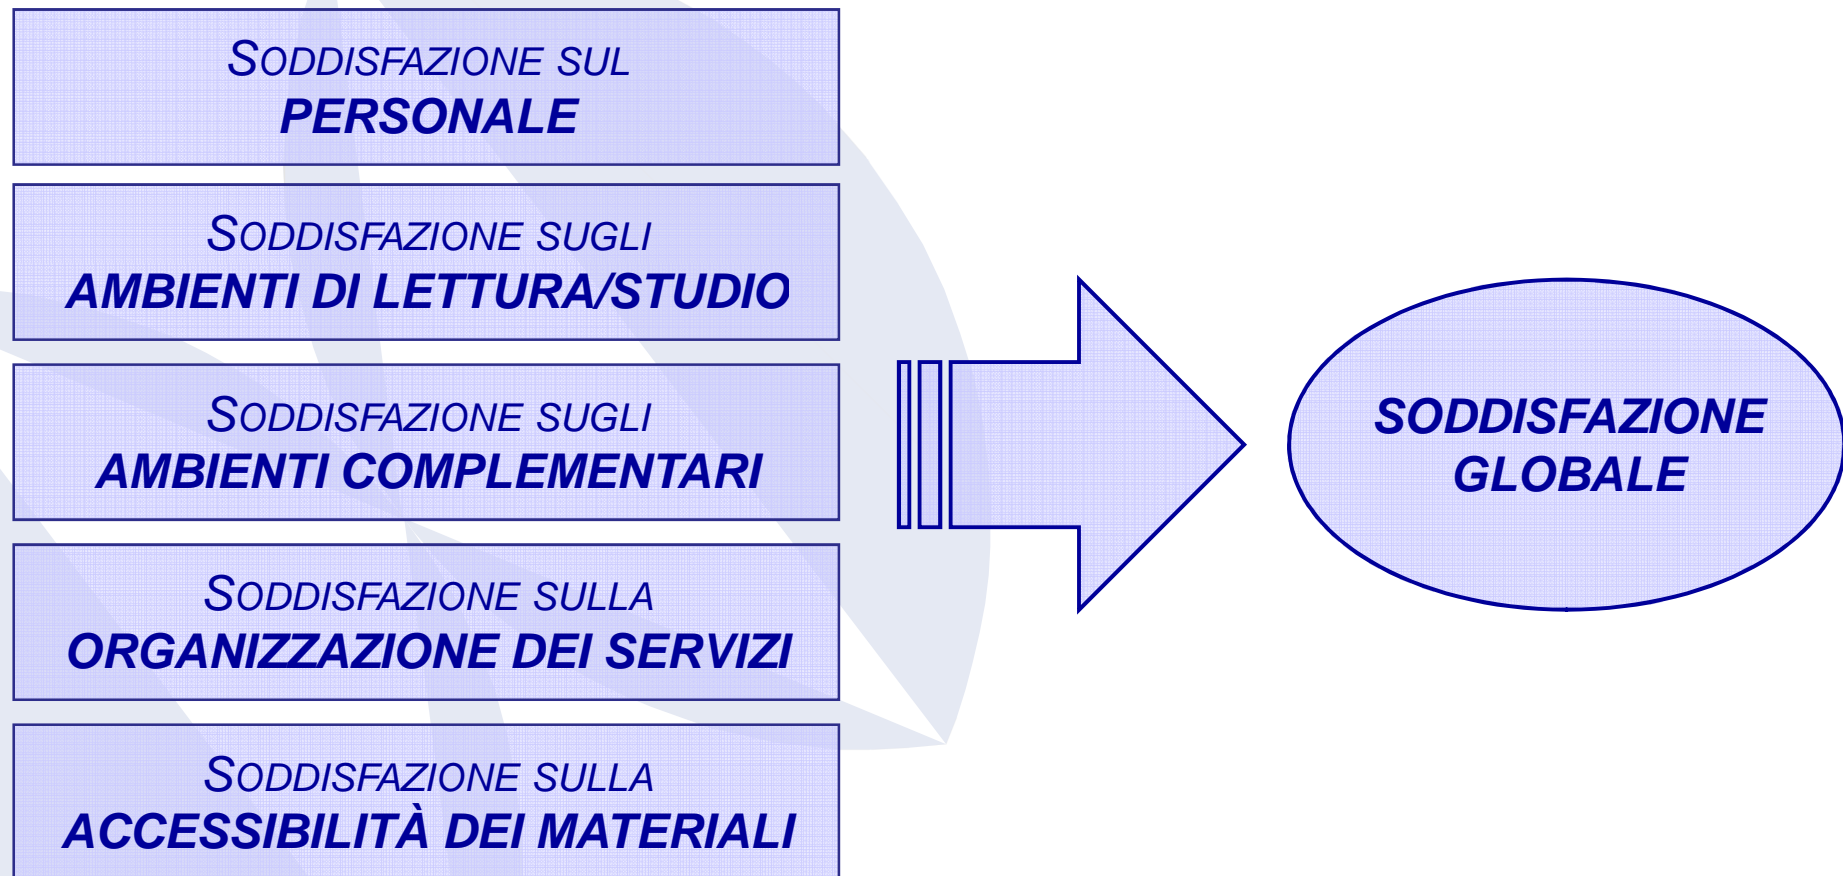 SODDISFAZIONE SUL
PERSONALE
SODDISFAZIONE SUGLI
AMBIENTI DI LETTURA/STUDIO
SODDISFAZIONE SUGLI
AMBIENTI COMPLEMENTARI
SODDISFAZIONE SULLA
ORGANIZZAZIONE DEI SERVIZI
SODDISFAZIONE SULLA
ACCESSIBILITÀ DEI MATERIALI
SODDISFAZIONE
GLOBALE